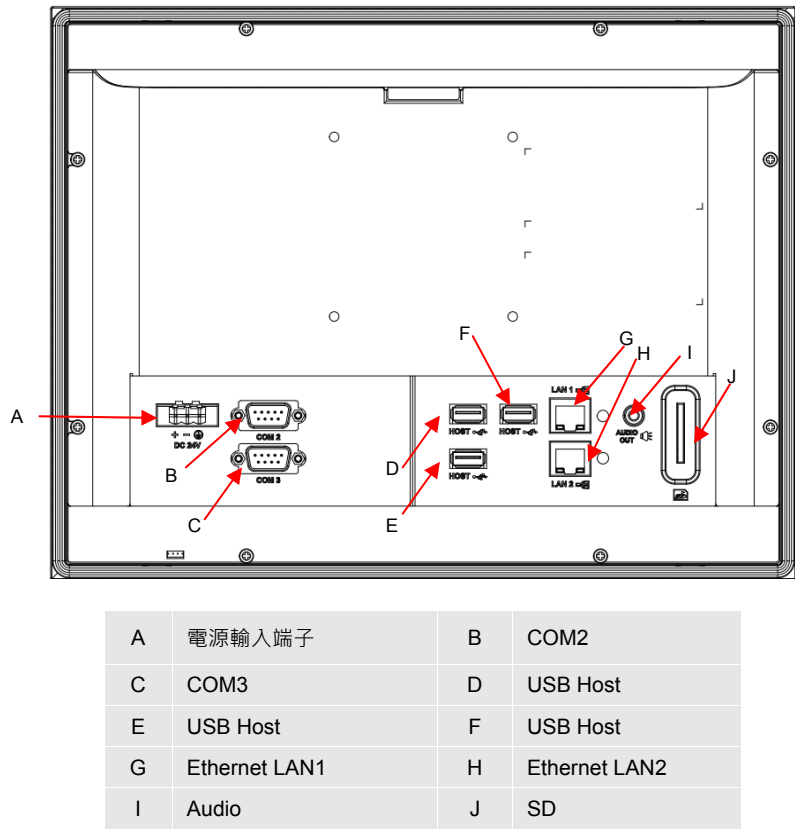 F
G
H
I
J
LAN 1
A
+ -
DC 24V
COM 2
HOST
HOST
AUDIO
OUT
B
COM 3
D
HOST
LAN 2
C
E
A 電源輸入端子 B COM2
C COM3 D USB Host
E USB Host F USB Host
G Ethernet LAN1 H Ethernet LAN2
I Audio J SD